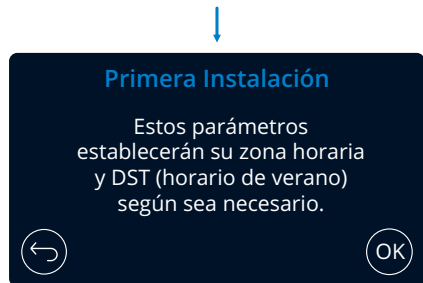 Primera Instalación
Estos parámetros
establecerán su zona horaria
y DST (horario de verano)
según sea necesario.
OK